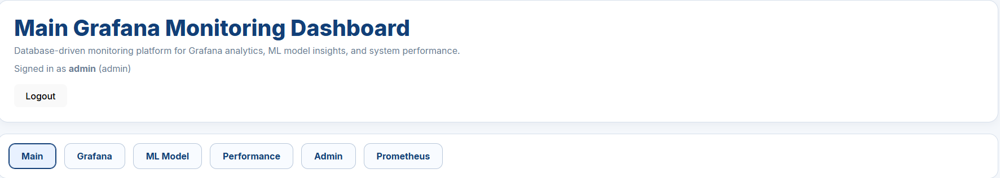 Main Grafana Monitoring Dashboard
Database-driven monitoring platform for Grafana analytics, ML model insights, and system performance.
Signed in as admin (admin)
Logout
Main Grafana ML Model Performance Admin Prometheus